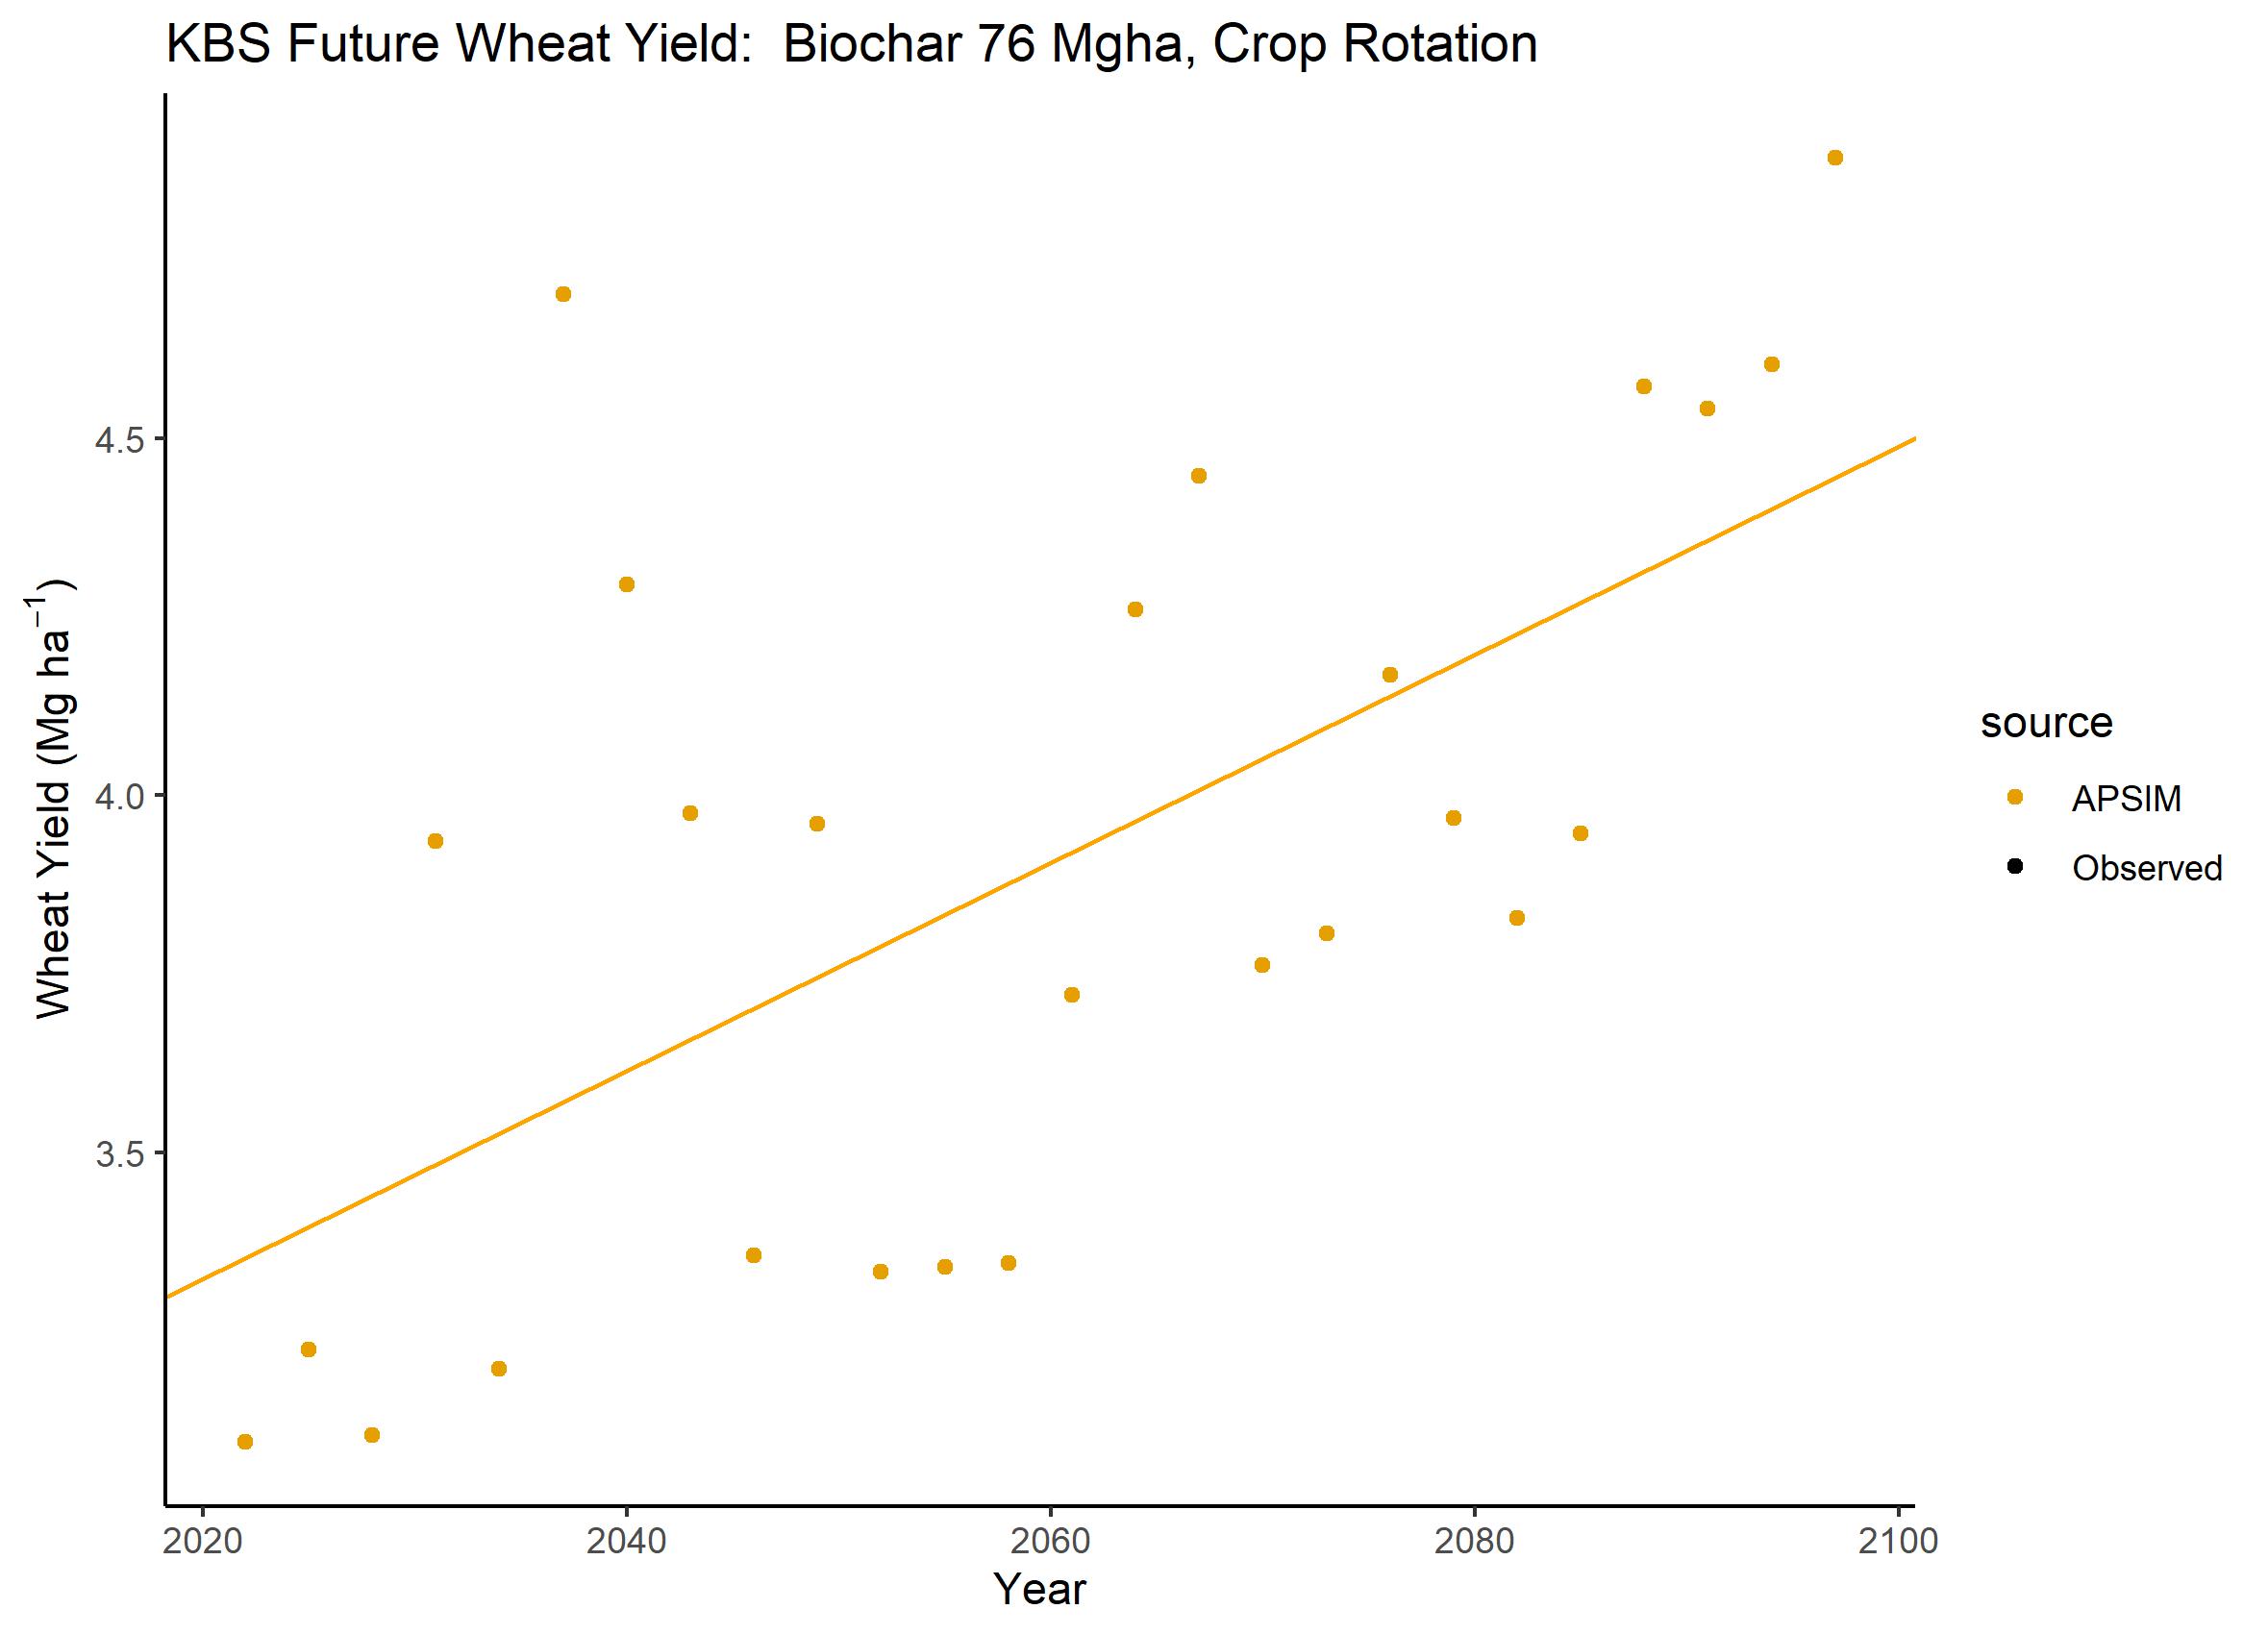 KBS Future Wheat Yield:  Biochar 76 Mgha, Crop Rotation
Wheat Yield (Mg ha⁻¹)
4.5
4.0
3.5
2020
2040
2060
2080
2100
Year
source
APSIM
Observed